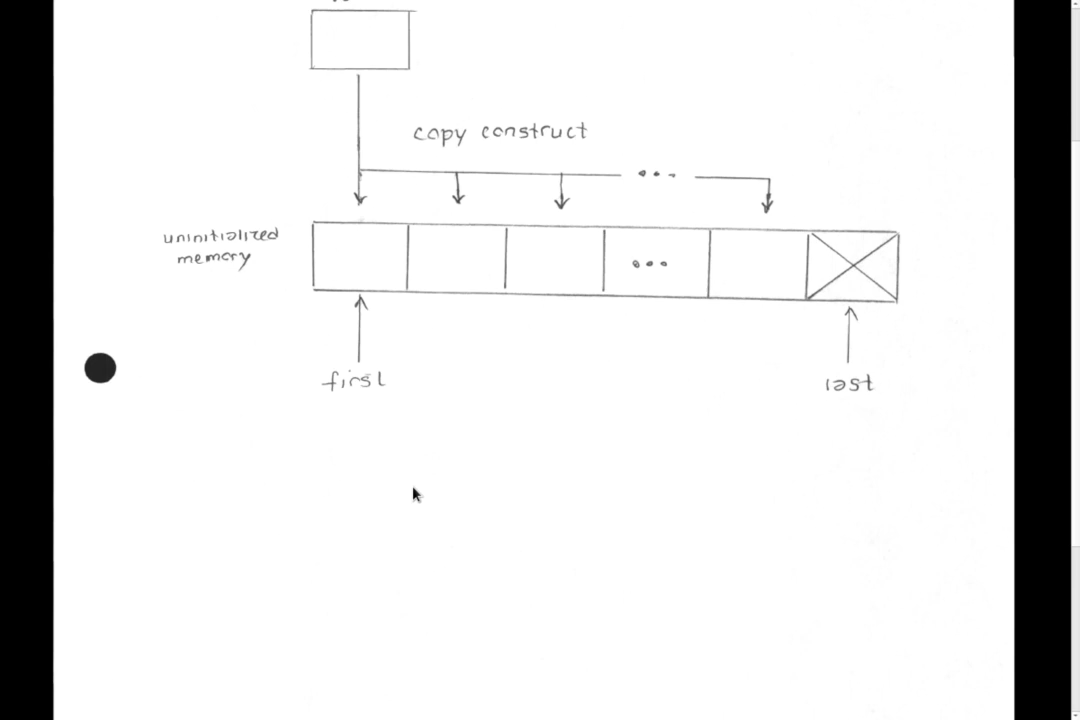 copy construct
...
uninitialized
memory
...
first
last